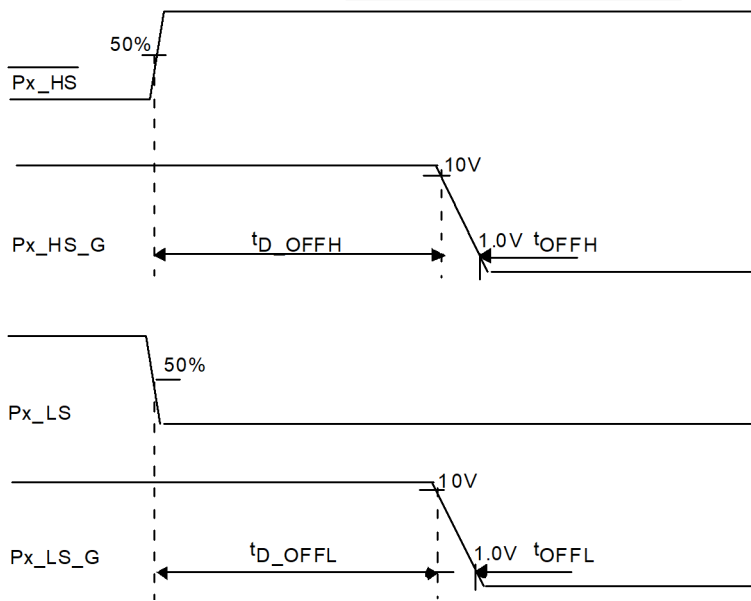 50%
Px_HS
10V
Px_HS_G
tD_OFFH
1.0V
tOFFH
50%
Px_LS
10V
Px_LS_G
tD_OFFL
1.0V
tOFFL